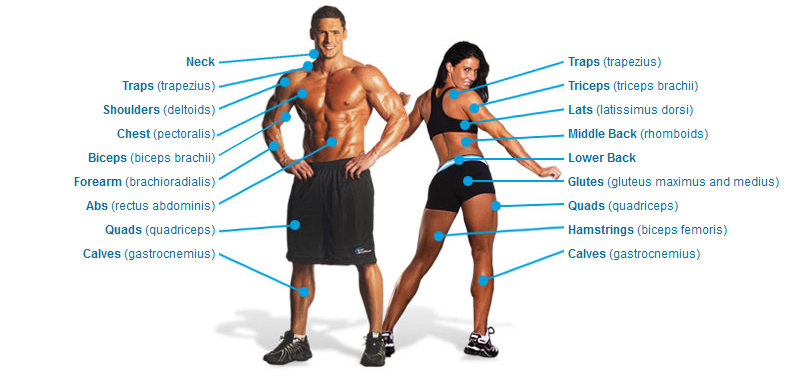 Neck
Traps (trapezius)
Shoulders (deltoids)
Chest (pectoralis)
Biceps (biceps brachii)
Forearm (brachioradialis)
Abs (rectus abdominis)
Quads (quadriceps)
Calves (gastrocnemius)
Traps (trapezius)
Triceps (triceps brachii)
Lats (latissimus dorsi)
Middle Back (rhomboids)
Lower Back
Glutes (gluteus maximus and medius)
Quads (quadriceps)
Hamstrings (biceps femoris)
Calves (gastrocnemius)